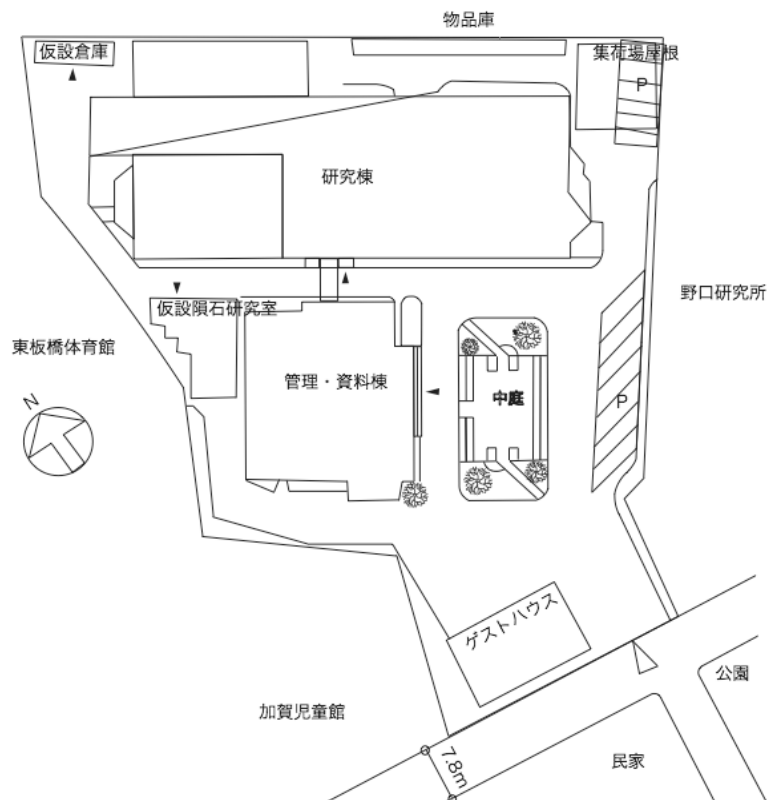 物品庫
仮設倉庫
集荷場屋根
P
研究棟
野口研究所
仮設隕石研究室
東板橋体育館
管理・資料棟
中庭
P
N
ゲストハウス
公園
加賀児童館
7.8m
民家